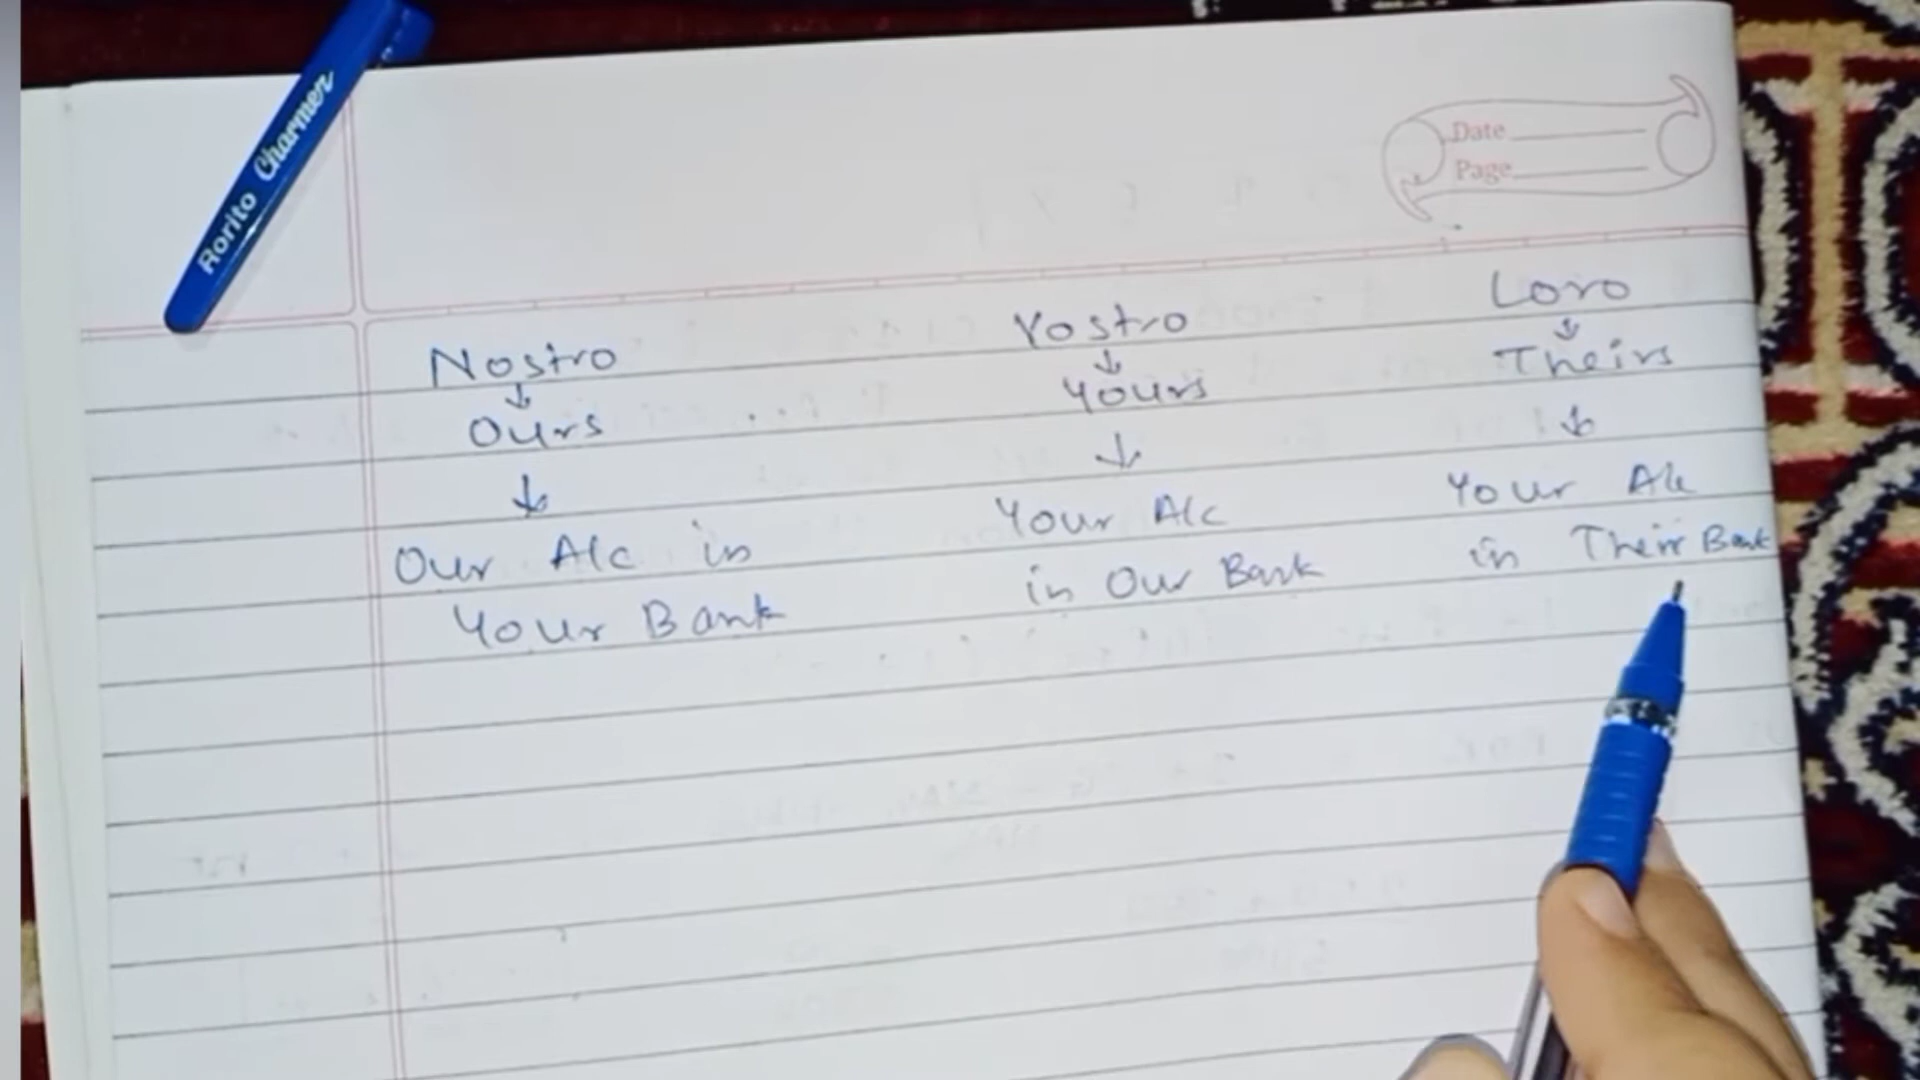 Rorito Charmer
Date
Page
Nostro
↓
Ours
↓
Our A/c in
Your Bank
Vostro
↓
Yours
↓
Your A/c
in Our Bank
Loro
↓
Theirs
↓
Your A/c
in Their Bank